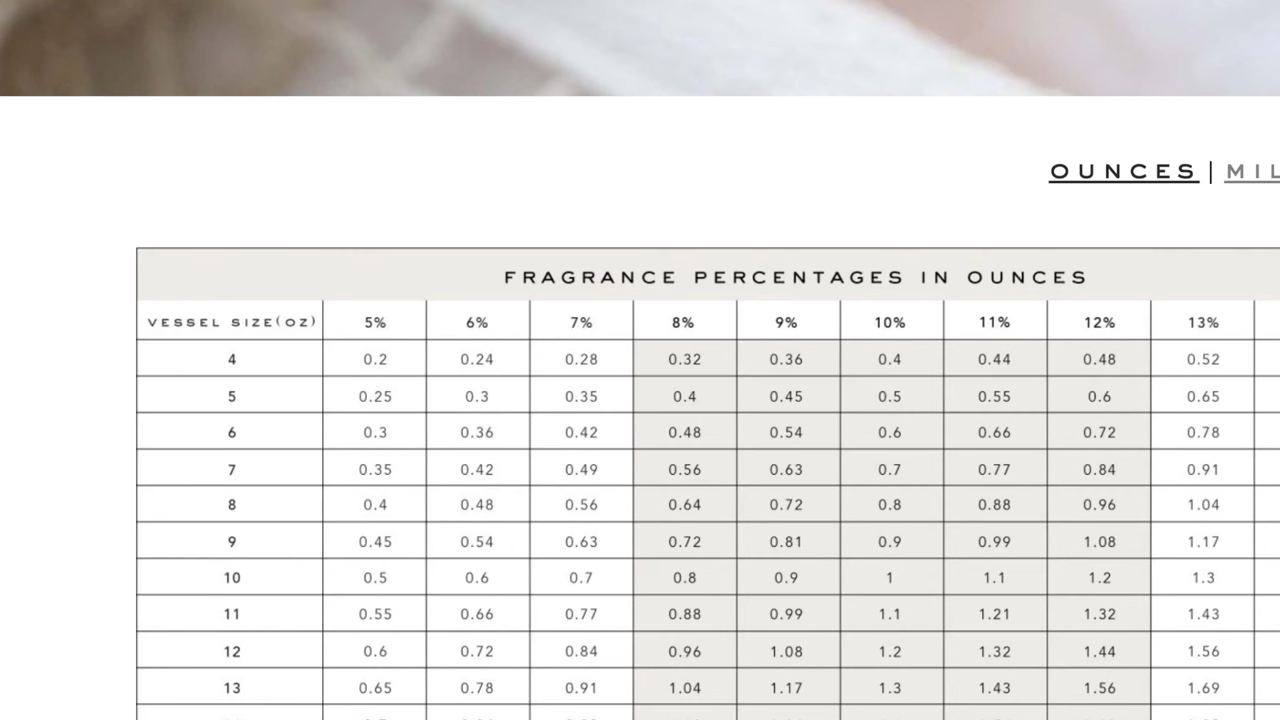 OUNCES | MIL
FRAGRANCE PERCENTAGES IN OUNCES
VESSEL SIZE(OZ) 5% 6% 7% 8% 9% 10% 11% 12% 13%
4 0.2 0.24 0.28 0.32 0.36 0.4 0.44 0.48 0.52
5 0.25 0.3 0.35 0.4 0.45 0.5 0.55 0.6 0.65
6 0.3 0.36 0.42 0.48 0.54 0.6 0.66 0.72 0.78
7 0.35 0.42 0.49 0.56 0.63 0.7 0.77 0.84 0.91
8 0.4 0.48 0.56 0.64 0.72 0.8 0.88 0.96 1.04
9 0.45 0.54 0.63 0.72 0.81 0.9 0.99 1.08 1.17
10 0.5 0.6 0.7 0.8 0.9 1 1.1 1.2 1.3
11 0.55 0.66 0.77 0.88 0.99 1.1 1.21 1.32 1.43
12 0.6 0.72 0.84 0.96 1.08 1.2 1.32 1.44 1.56
13 0.65 0.78 0.91 1.04 1.17 1.3 1.43 1.56 1.69